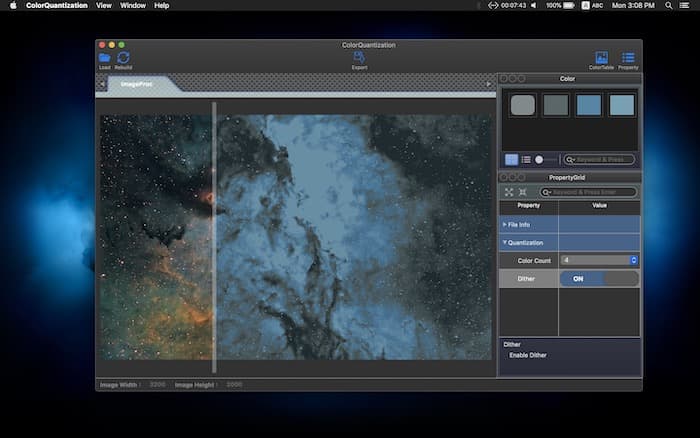 ColorQuantization View Window Help
00:07:43 100% A ABC Mon 3:08 PM
ColorQuantization
Load Rebuild Export ColorTable Property
ImageProc
Color
Keyword & Press
PropertyGrid
Keyword & Press Enter
Property Value
File Info
Quantization
Color Count 4
Dither ON
Dither
Enable Dither
Image Width : 3200 Image Height : 2000